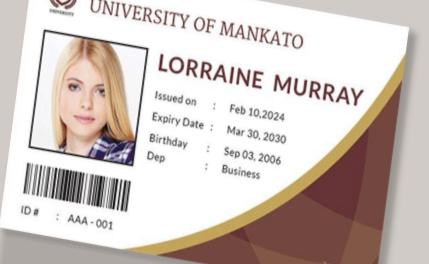 UNIVERSITY
UNIVERSITY OF MANKATO
LORRAINE MURRAY
Issued on : Feb 10,2024
Expiry Date : Mar 30, 2030
Birthday : Sep 03, 2006
Dep : Business
ID # : AAA - 001